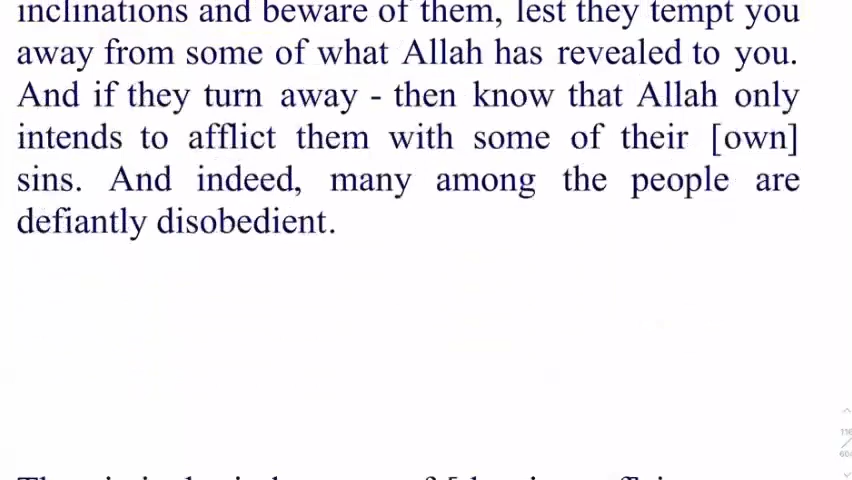 inclinations and beware of them, lest they tempt you
away from some of what Allah has revealed to you.
And if they turn away - then know that Allah only
intends to afflict them with some of their [own]
sins. And indeed, many among the people are
defiantly disobedient.
116
604